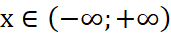 x ∈ (−∞; +∞)